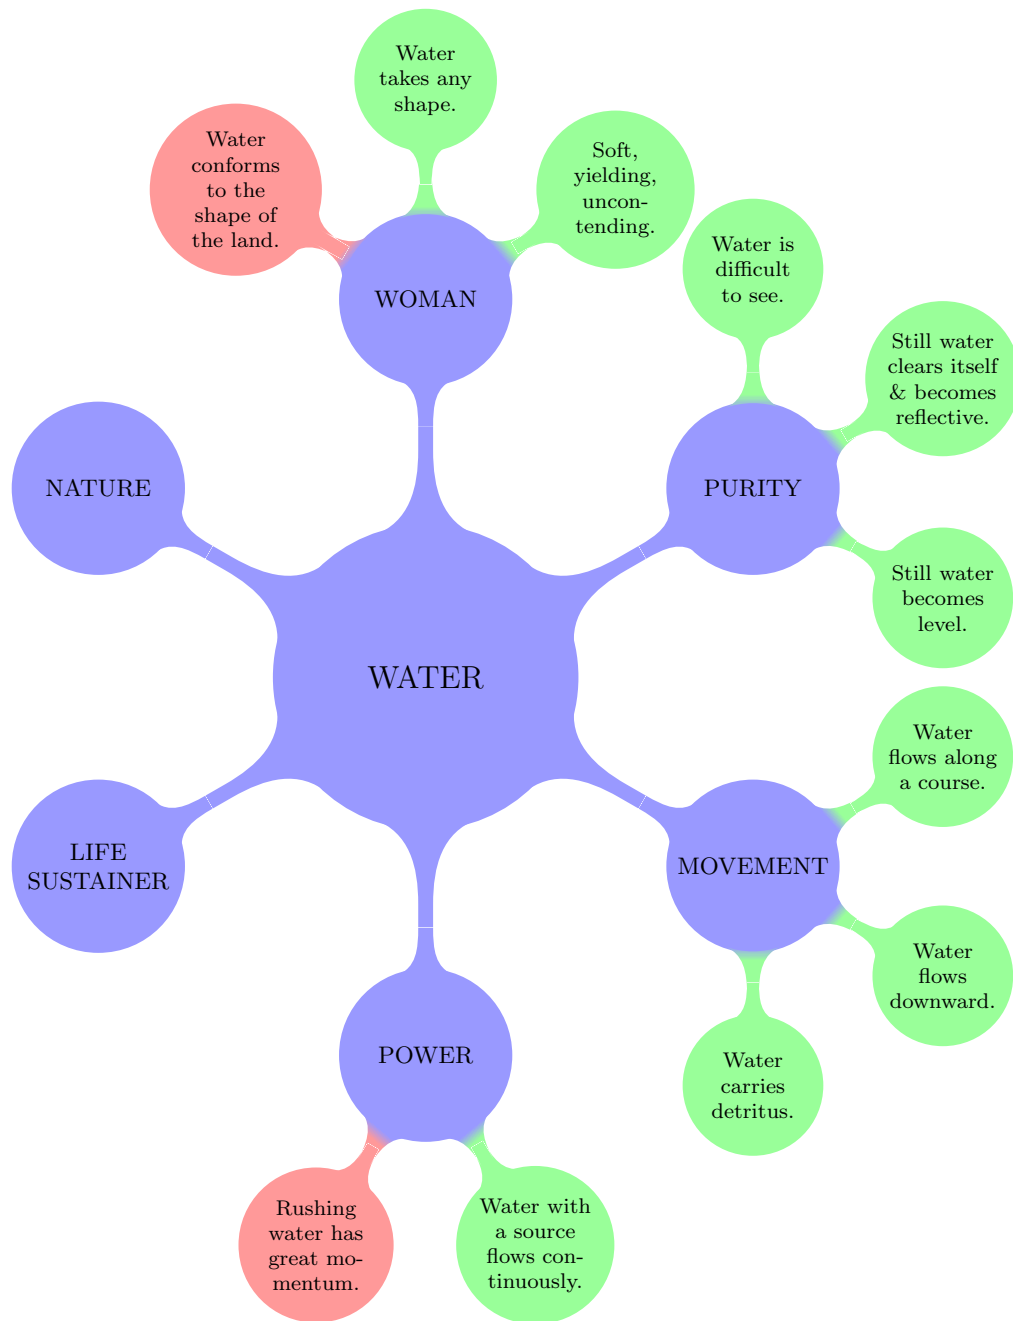 Water
takes any
shape.
Water
conforms
to the
shape of
the land.
Soft,
yielding,
uncon-
tending.
WOMAN
Water is
difficult
to see.
Still water
clears itself
& becomes
reflective.
NATURE
PURITY
Still water
becomes
level.
WATER
Water
flows along
a course.
LIFE
SUSTAINER
MOVEMENT
Water
flows
downward.
POWER
Water
carries
detritus.
Rushing
water has
great mo-
mentum.
Water with
a source
flows con-
tinuously.